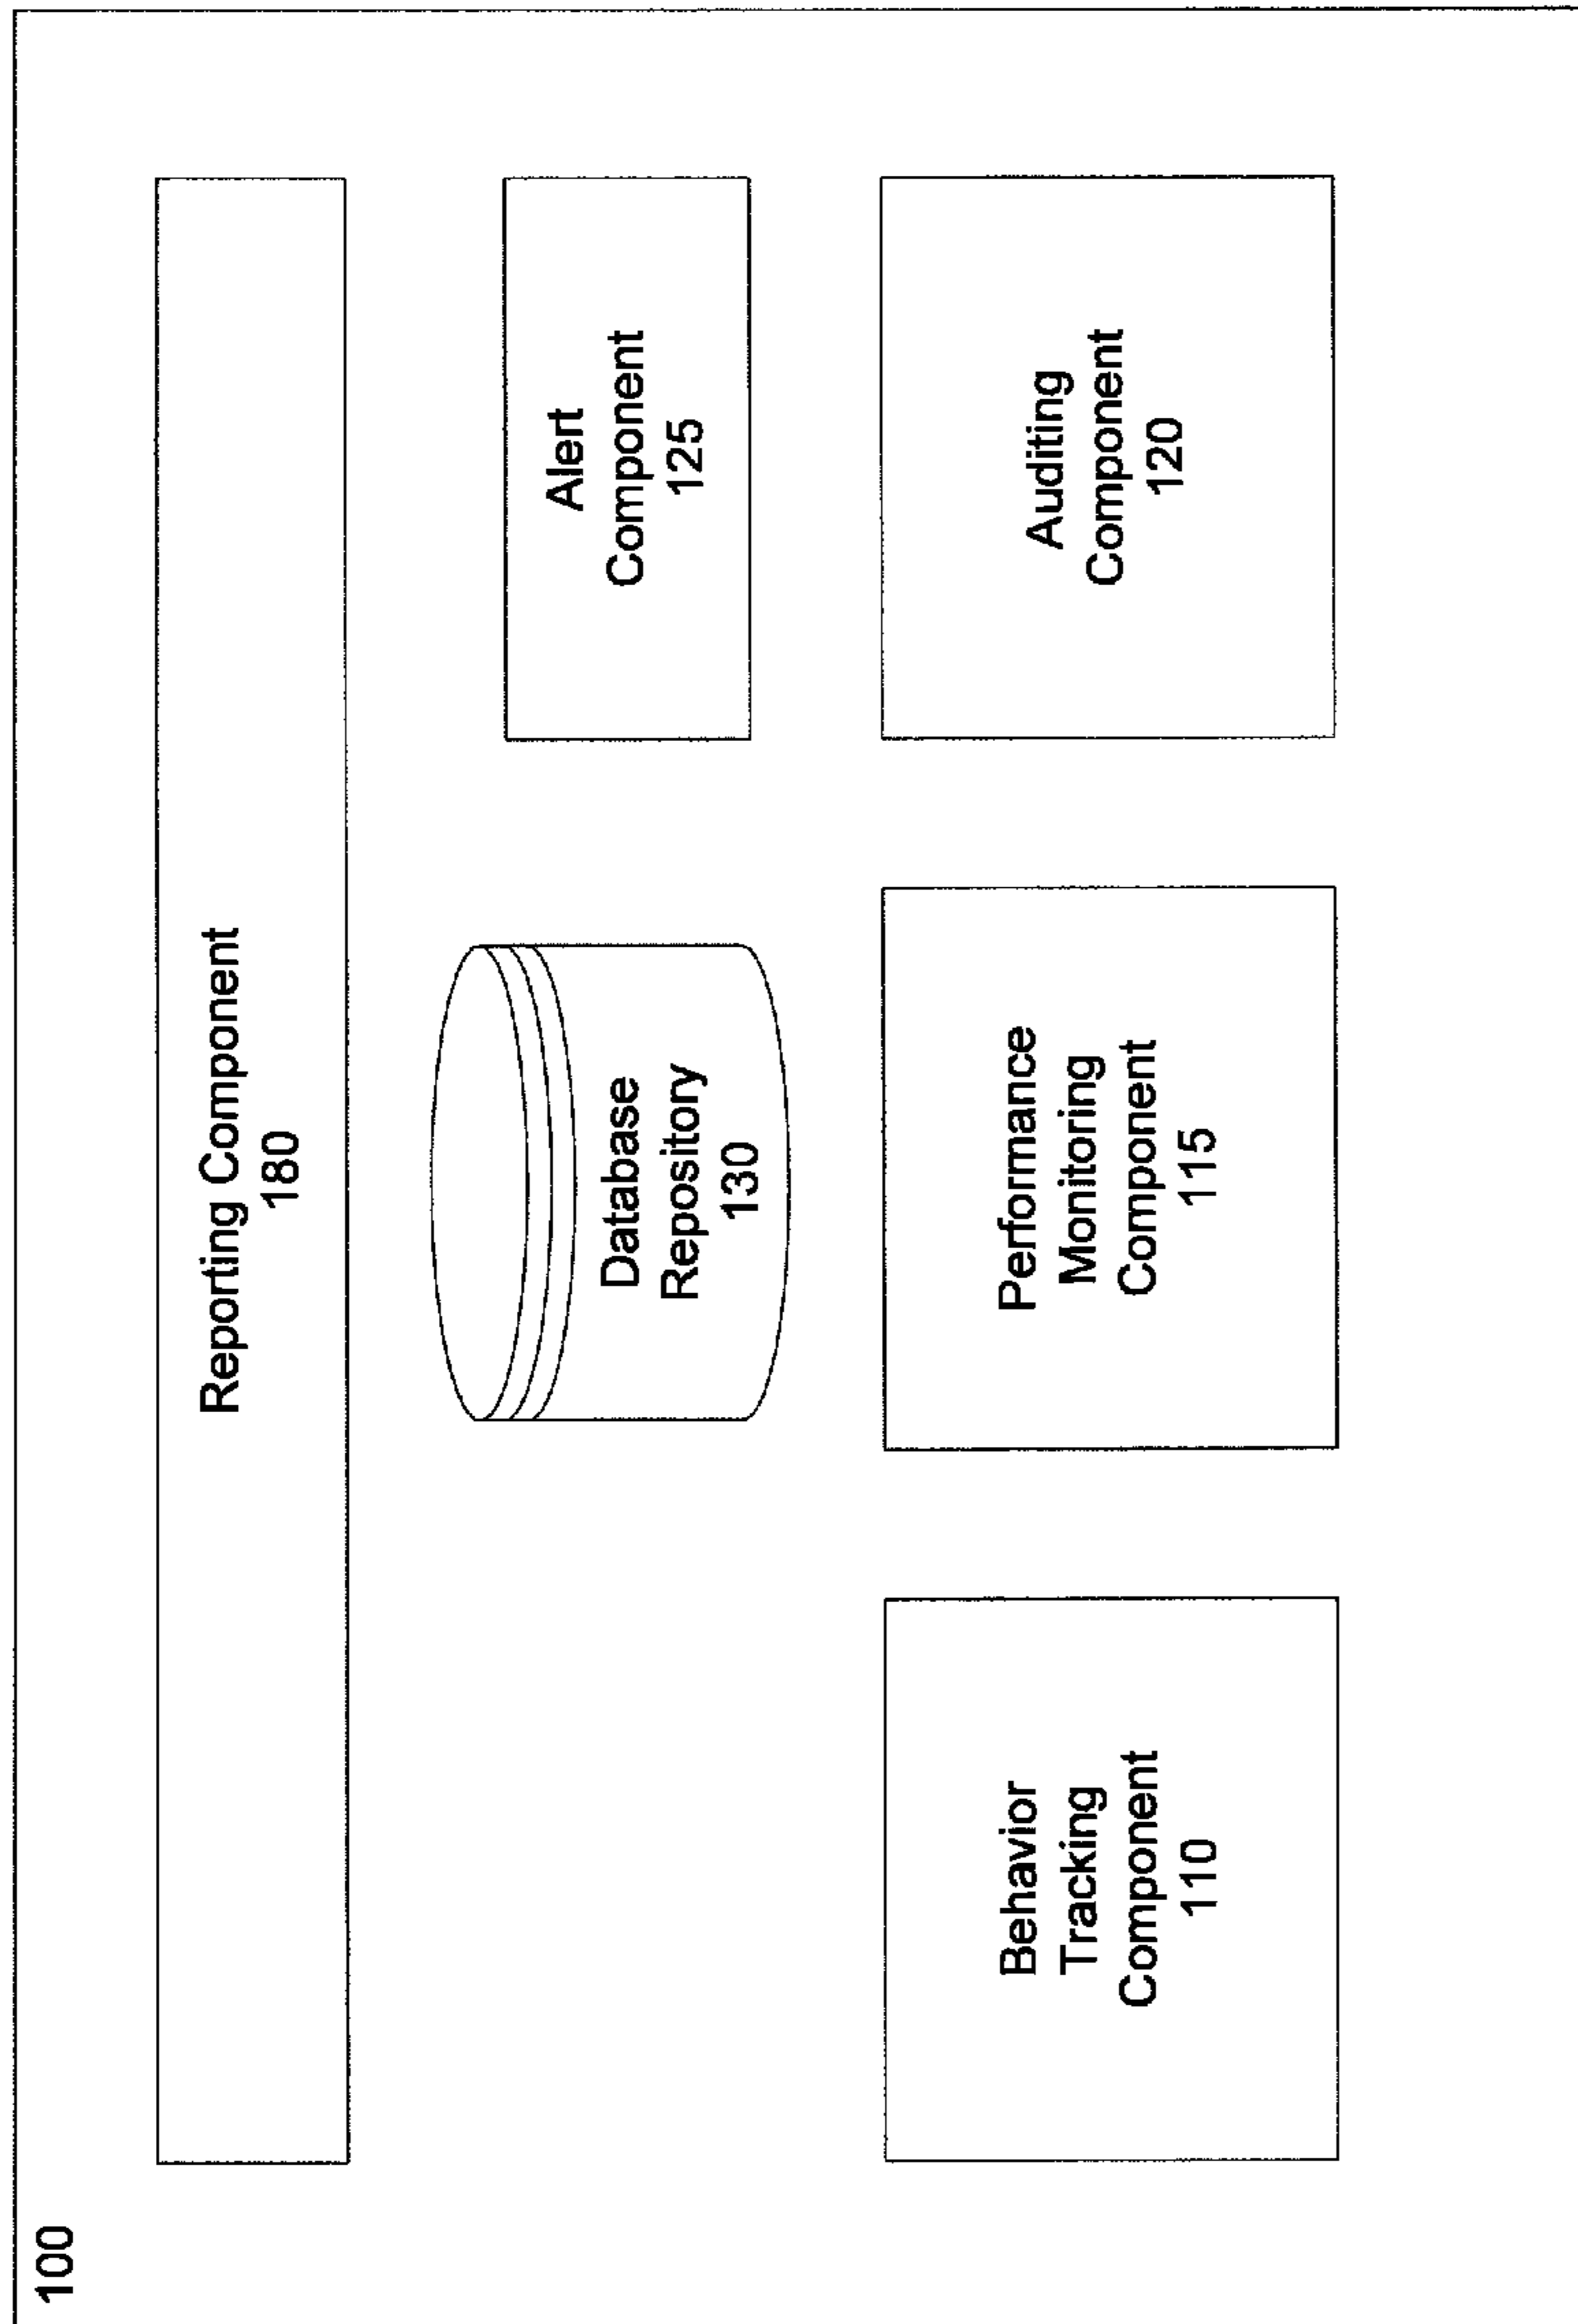 100
Reporting Component
180
Database
Repository
130
Alert
Component
125
Behavior
Tracking
Component
110
Performance
Monitoring
Component
115
Auditing
Component
120